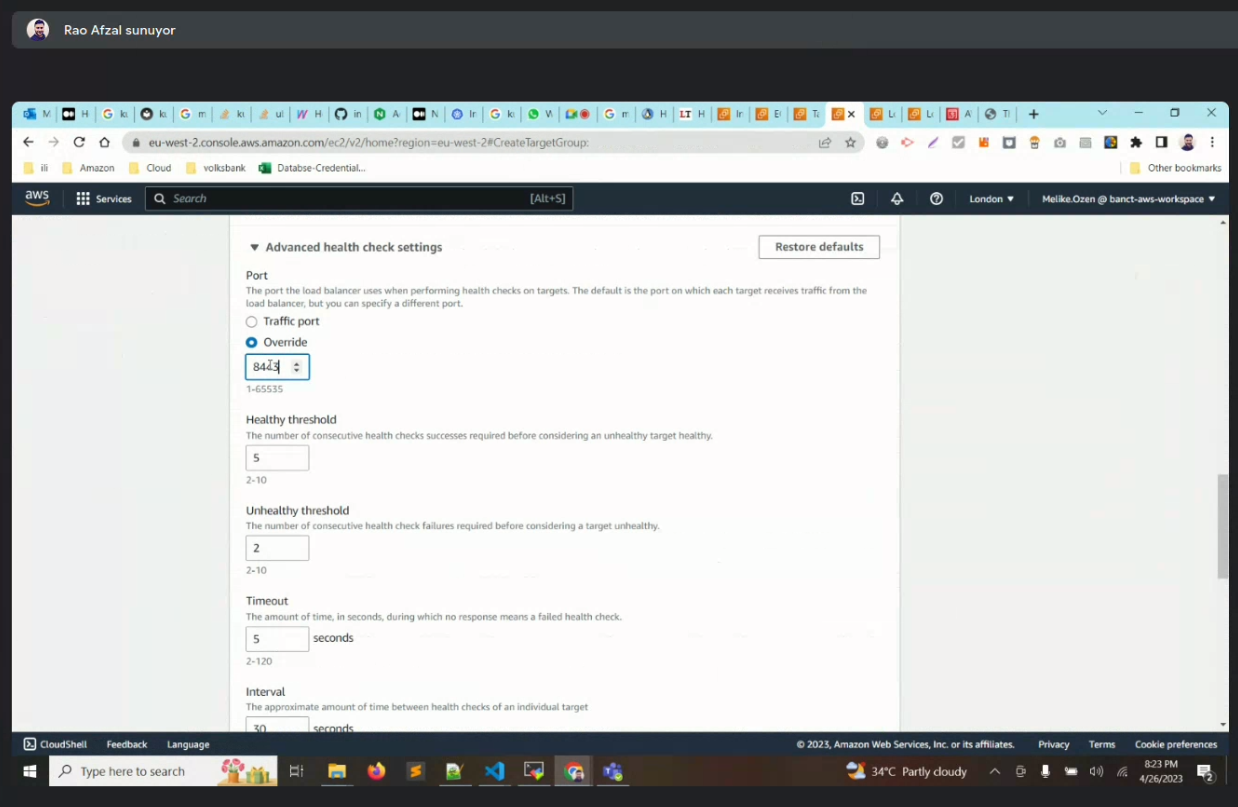 Rao Afzal sunuyor
eu-west-2.console.aws.amazon.com/ec2/v2/home?region=eu-west-2#CreateTargetGroup:
ili Amazon Cloud volksbank Databse-Credential... Other bookmarks
aws Services Search [Alt+S] London ▼ Melike.Ozen @ banct-aws-workspace ▼
▼ Advanced health check settings Restore defaults
Port
The port the load balancer uses when performing health checks on targets. The default is the port on which each target receives traffic from the
load balancer, but you can specify a different port.
Traffic port
Override
8443
1-65535
Healthy threshold
The number of consecutive health checks successes required before considering an unhealthy target healthy.
5
2-10
Unhealthy threshold
The number of consecutive health check failures required before considering a target unhealthy.
2
2-10
Timeout
The amount of time, in seconds, during which no response means a failed health check.
5 seconds
2-120
Interval
The approximate amount of time between health checks of an individual target
30 seconds
CloudShell Feedback Language © 2023, Amazon Web Services, Inc. or its affiliates. Privacy Terms Cookie preferences
Type here to search 34°C Partly cloudy 8:23 PM
4/26/2023 2